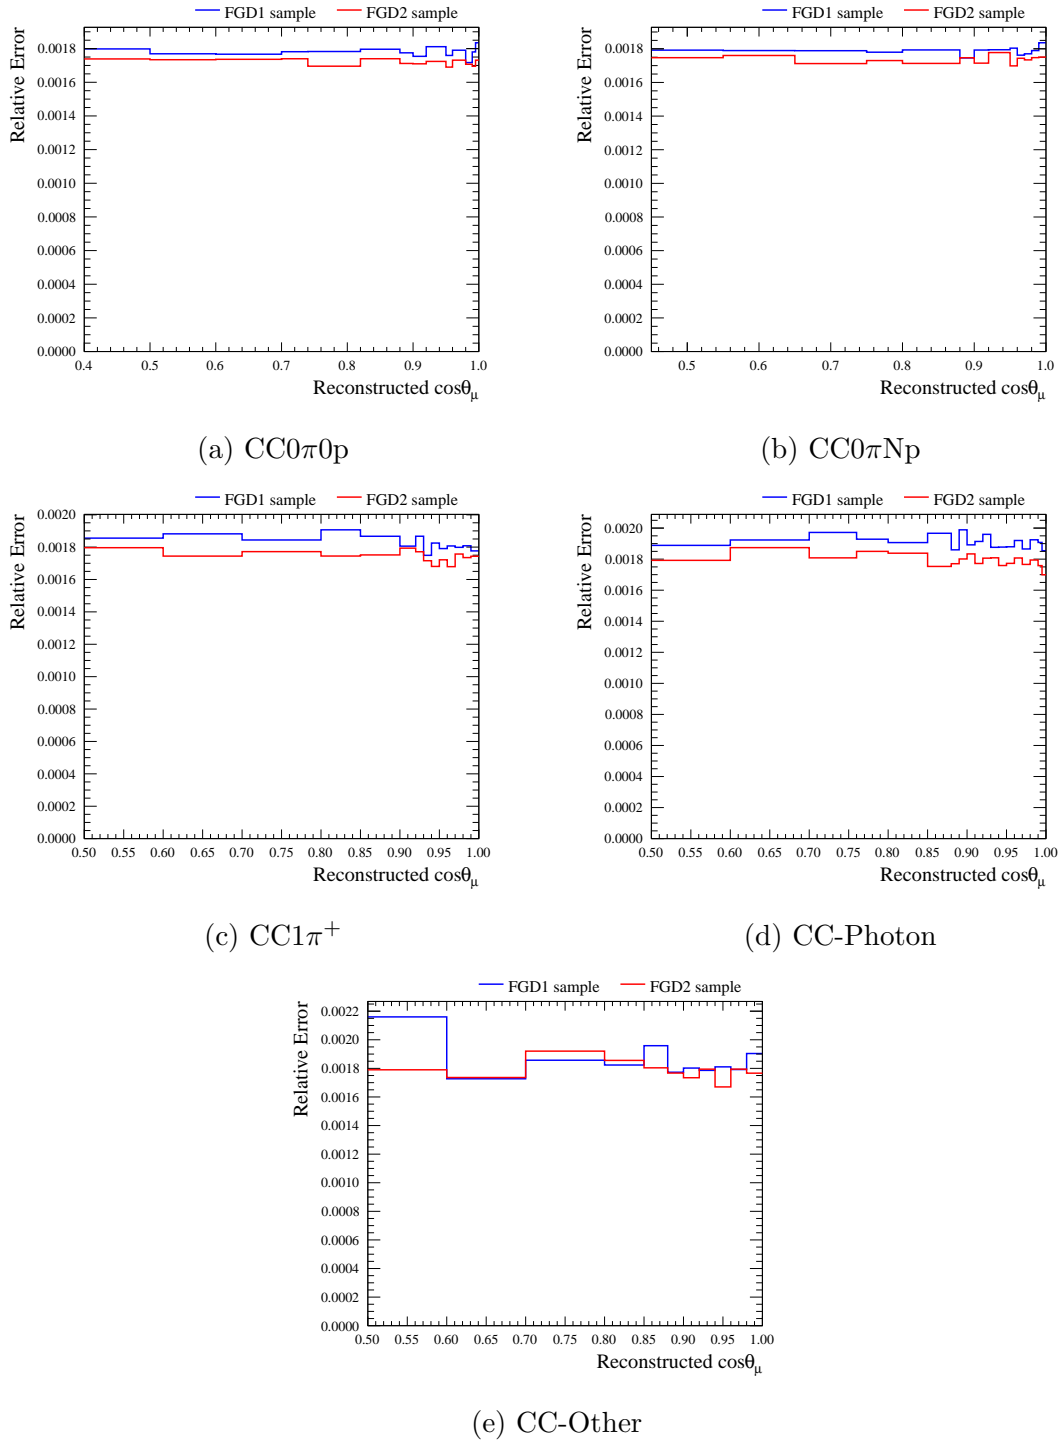 FGD1 sample FGD2 sample
Relative Error
0.0018
0.0016
0.0014
0.0012
0.0010
0.0008
0.0006
0.0004
0.0002
0.0000
0.4 0.5 0.6 0.7 0.8 0.9 1.0
Reconstructed cosθμ
(a) CC0π0p
FGD1 sample FGD2 sample
Relative Error
0.0018
0.0016
0.0014
0.0012
0.0010
0.0008
0.0006
0.0004
0.0002
0.0000
0.5 0.6 0.7 0.8 0.9 1.0
Reconstructed cosθμ
(b) CC0πNp
FGD1 sample FGD2 sample
Relative Error
0.0020
0.0018
0.0016
0.0014
0.0012
0.0010
0.0008
0.0006
0.0004
0.0002
0.0000
0.50 0.55 0.60 0.65 0.70 0.75 0.80 0.85 0.90 0.95 1.00
Reconstructed cosθμ
(c) CC1π⁺
FGD1 sample FGD2 sample
Relative Error
0.0020
0.0018
0.0016
0.0014
0.0012
0.0010
0.0008
0.0006
0.0004
0.0002
0.0000
0.50 0.55 0.60 0.65 0.70 0.75 0.80 0.85 0.90 0.95 1.00
Reconstructed cosθμ
(d) CC-Photon
FGD1 sample FGD2 sample
Relative Error
0.0022
0.0020
0.0018
0.0016
0.0014
0.0012
0.0010
0.0008
0.0006
0.0004
0.0002
0.0000
0.50 0.55 0.60 0.65 0.70 0.75 0.80 0.85 0.90 0.95 1.00
Reconstructed cosθμ
(e) CC-Other